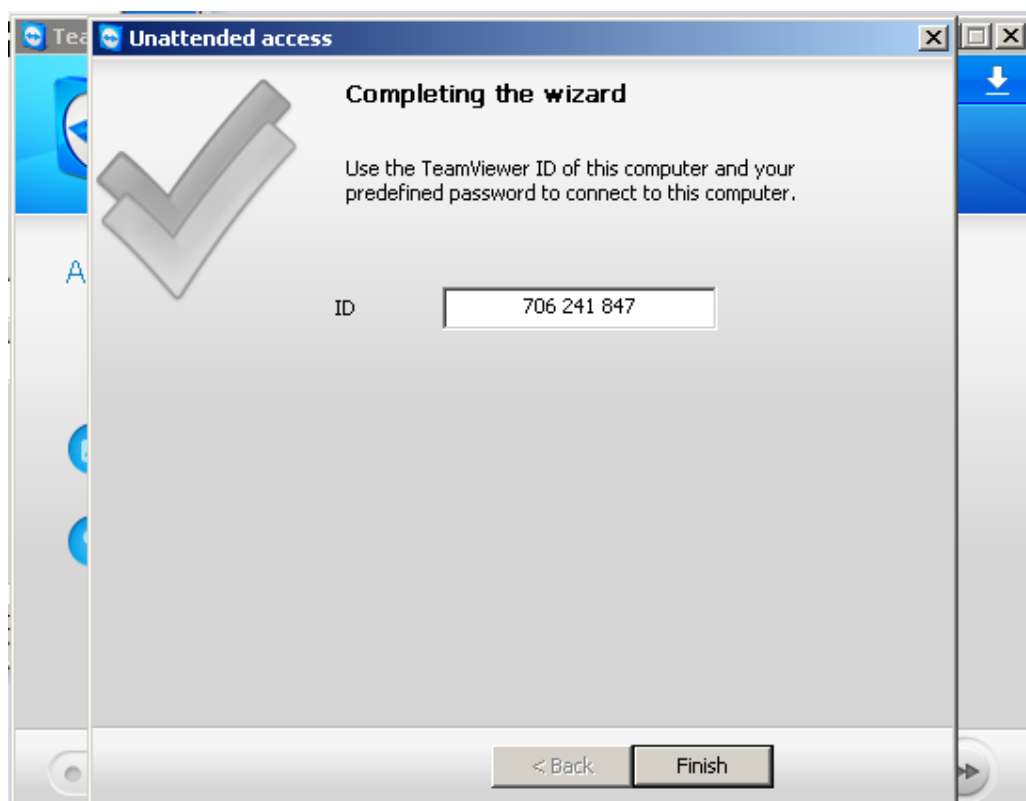 Tea
Unattended access
Completing the wizard
Use the TeamViewer ID of this computer and your
predefined password to connect to this computer.
A
ID
706 241 847
< Back
Finish